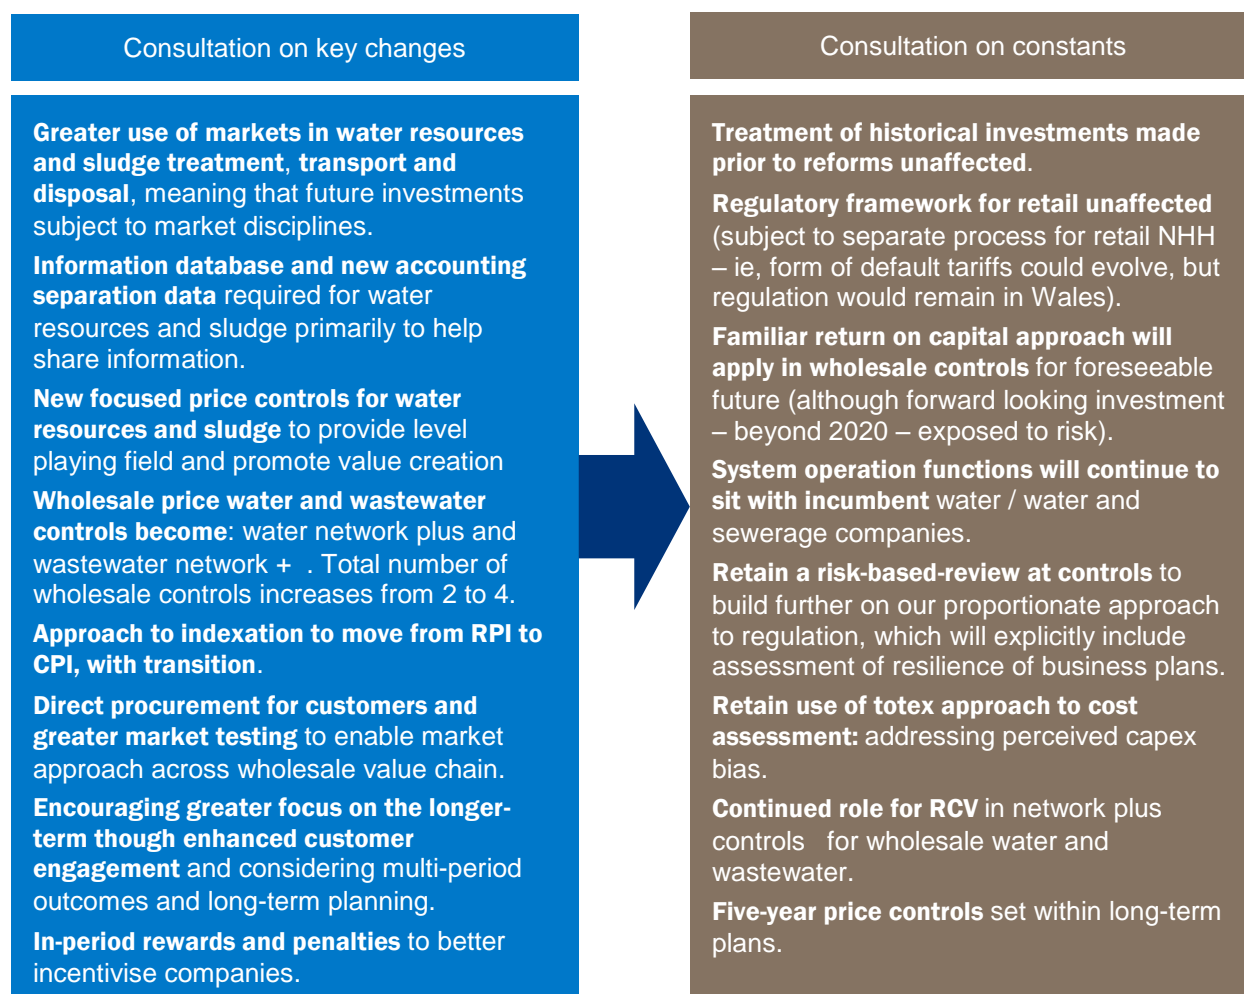 Consultation on key changes
Greater use of markets in water resources
and sludge treatment, transport and
disposal, meaning that future investments
subject to market disciplines.
Information database and new accounting
separation data required for water
resources and sludge primarily to help
share information.
New focused price controls for water
resources and sludge to provide level
playing field and promote value creation
Wholesale price water and wastewater
controls become: water network plus and
wastewater network + . Total number of
wholesale controls increases from 2 to 4.
Approach to indexation to move from RPI to
CPI, with transition.
Direct procurement for customers and
greater market testing to enable market
approach across wholesale value chain.
Encouraging greater focus on the longer-
term though enhanced customer
engagement and considering multi-period
outcomes and long-term planning.
In-period rewards and penalties to better
incentivise companies.
Consultation on constants
Treatment of historical investments made
prior to reforms unaffected.
Regulatory framework for retail unaffected
(subject to separate process for retail NHH
– ie, form of default tariffs could evolve, but
regulation would remain in Wales).
Familiar return on capital approach will
apply in wholesale controls for foreseeable
future (although forward looking investment
– beyond 2020 – exposed to risk).
System operation functions will continue to
sit with incumbent water / water and
sewerage companies.
Retain a risk-based-review at controls to
build further on our proportionate approach
to regulation, which will explicitly include
assessment of resilience of business plans.
Retain use of totex approach to cost
assessment: addressing perceived capex
bias.
Continued role for RCV in network plus
controls for wholesale water and
wastewater.
Five-year price controls set within long-term
plans.